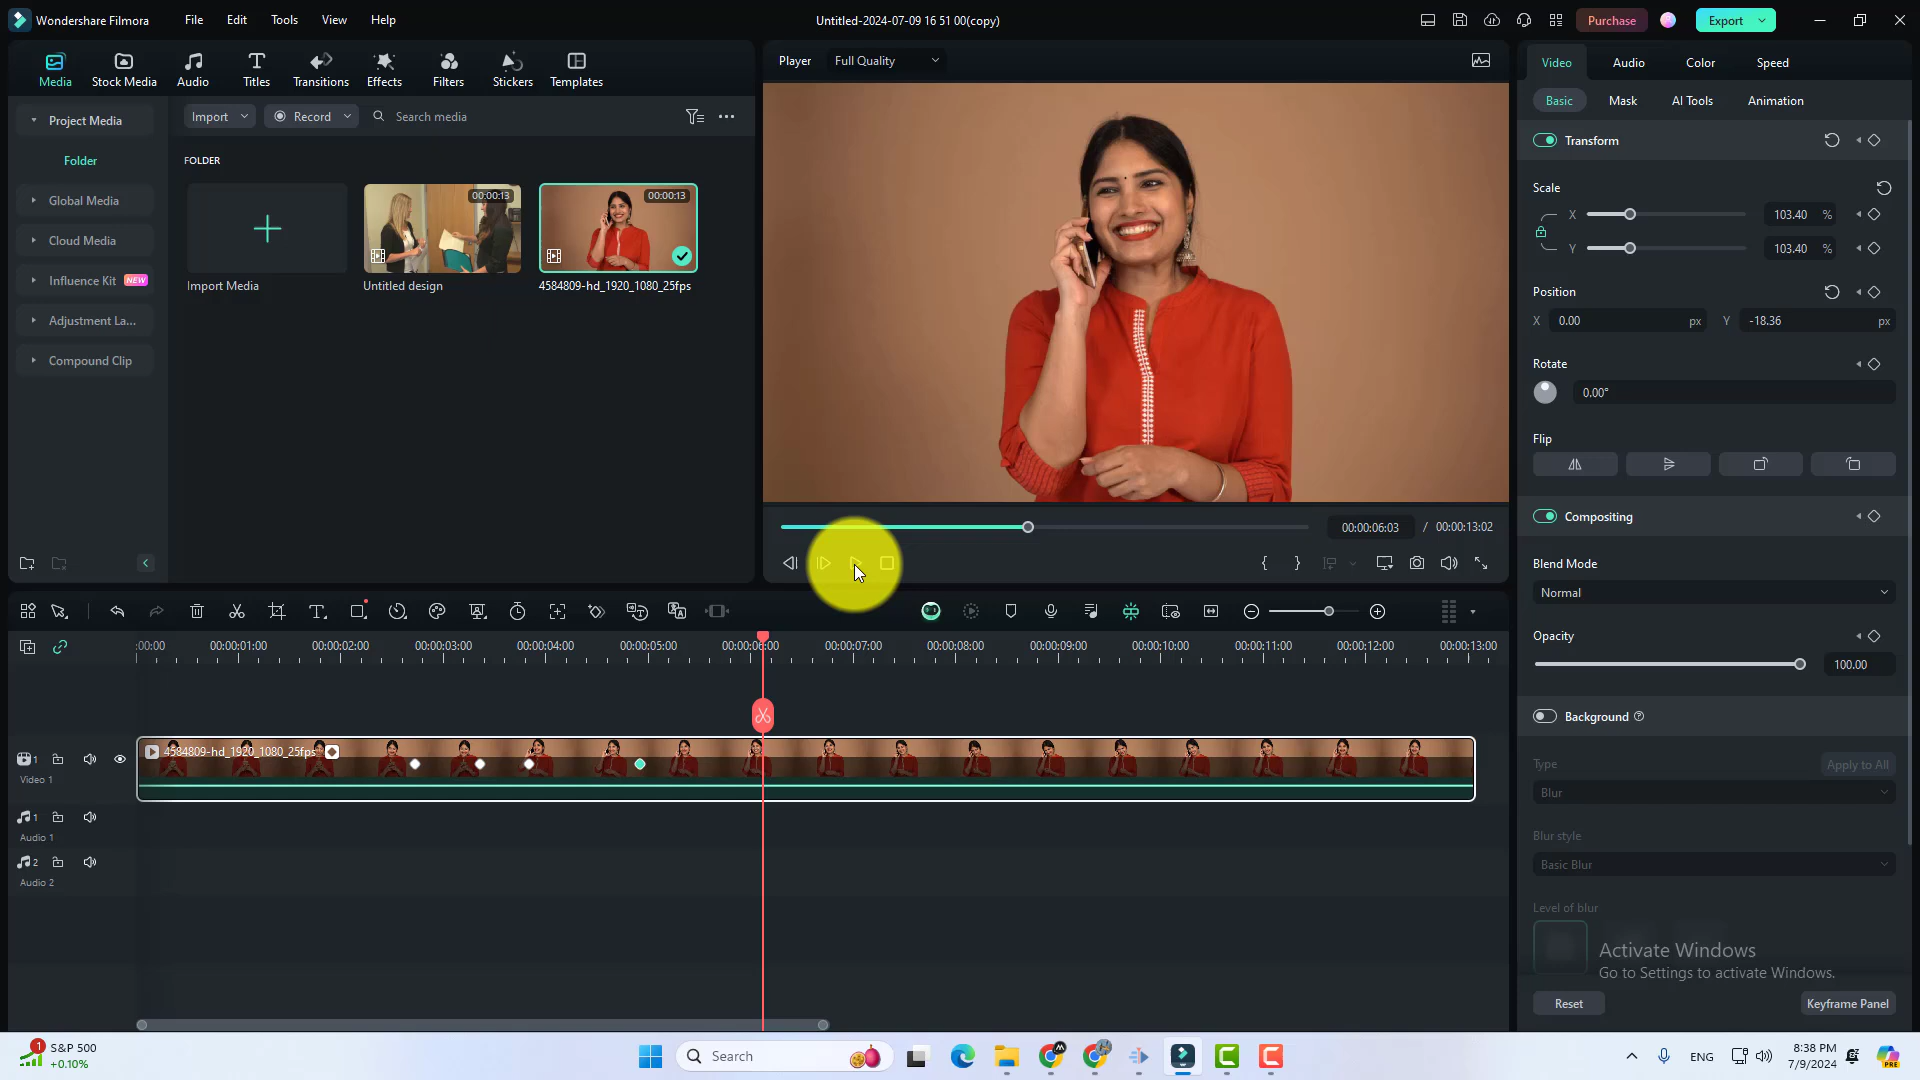 Wondershare Filmora
File
Edit
Tools
View
Help
Untitled-2024-07-09 16 51 00(copy)
Purchase
Export
Media
Stock Media
Audio
Titles
Transitions
Effects
Filters
Stickers
Templates
Player
Full Quality
Video
Audio
Color
Speed
Basic
Mask
AI Tools
Animation
Project Media
Import
Record
Search media
Folder
FOLDER
Global Media
Cloud Media
Influence Kit NEW
Adjustment La...
Compound Clip
00:00:13
00:00:13
Import Media
Untitled design
4584809-hd_1920_1080_25fps
Transform
Scale
X 103.40 %
Y 103.40 %
Position
X 0.00 px Y -18.36 px
Rotate
0.00°
Flip
00:00:06:03 / 00:00:13:02
Compositing
Blend Mode
Normal
Opacity
100.00
Background
Type
Apply to All
Blur
Blur style
Basic Blur
Level of blur
Activate Windows
Go to Settings to activate Windows.
Reset
Keyframe Panel
:00:00
00:00:01:00
00:00:02:00
00:00:03:00
00:00:04:00
00:00:05:00
00:00:06:00
00:00:07:00
00:00:08:00
00:00:09:00
00:00:10:00
00:00:11:00
00:00:12:00
00:00:13:00
4584809-hd_1920_1080_25fps
1
Video 1
1
Audio 1
2
Audio 2
1
S&P 500
+0.10%
Search
ENG
8:38 PM
7/9/2024
PRE